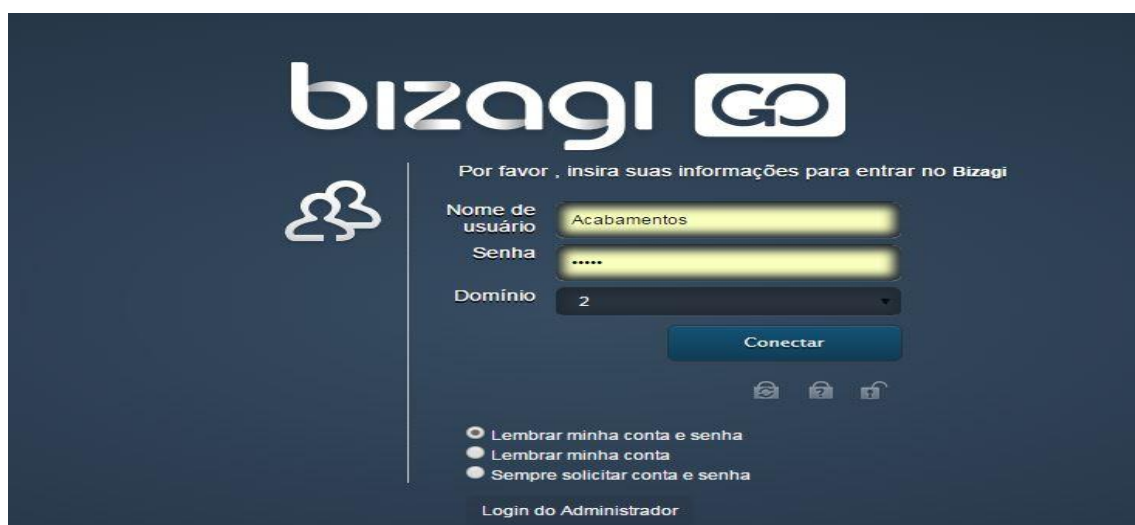 bizagi GO
Por favor , insira suas informações para entrar no Bizagi
Nome de
usuário
Acabamentos
Senha
•••••
Domínio
2
Conectar
Lembrar minha conta e senha
Lembrar minha conta
Sempre solicitar conta e senha
Login do Administrador